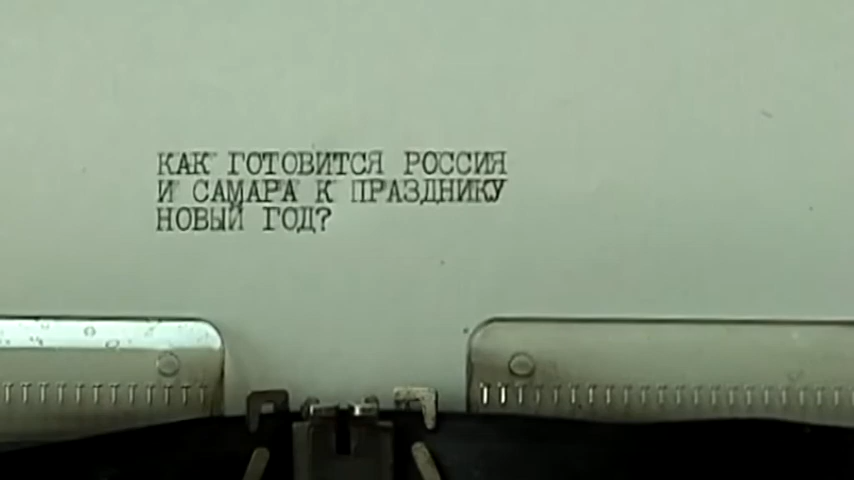 КАК ГОТОВИТСЯ РОССИЯ
И САМАРА К ПРАЗДНИКУ
НОВЫЙ ГОД?